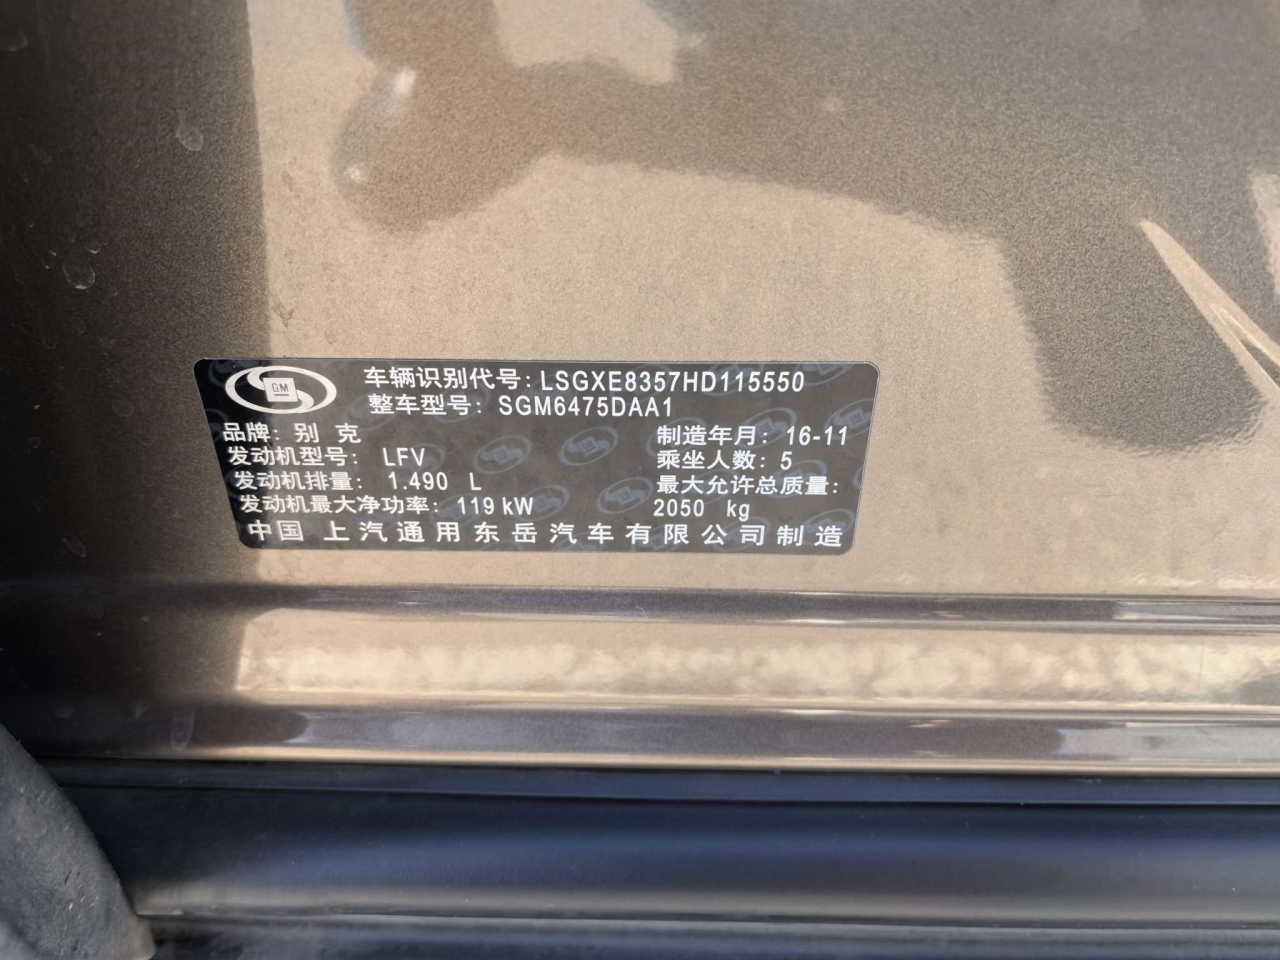 GM
车辆识别代号: LSGXE8357HD115550
整车型号: SGM6475DAA1
品牌: 别 克
制造年月: 16-11
发动机型号: LFV
乘坐人数: 5
发动机排量: 1.490 L
最大允许总质量:
发动机最大净功率: 119 kW
2050 kg
中国 上汽通用东岳汽车有限公司制造